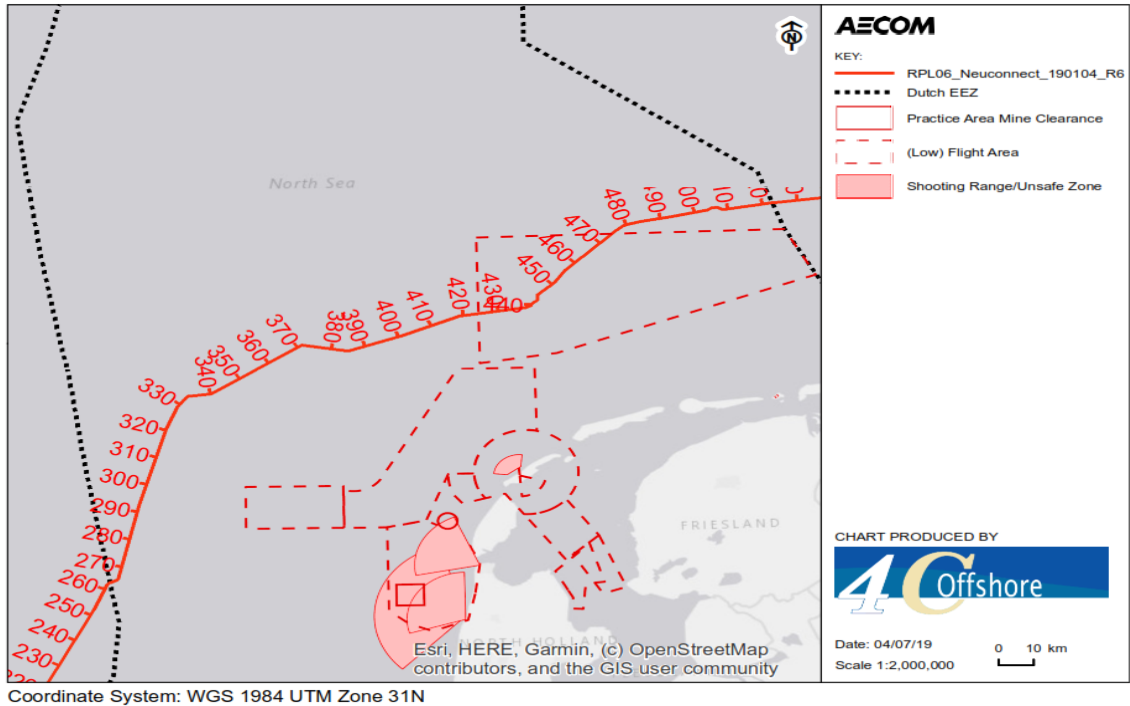 North Sea
FRIESLAND
NORTH HOLLAND
480
470
460
450
440
430
420
410
400
390
380
370
360
350
340
330
320
310
300
290
280
270
260
250
240
230
Esri, HERE, Garmin, (c) OpenStreetMap
contributors, and the GIS user community
N
AECOM
KEY:
RPL06_Neuconnect_190104_R6
Dutch EEZ
Practice Area Mine Clearance
(Low) Flight Area
Shooting Range/Unsafe Zone
CHART PRODUCED BY
4C Offshore
Date: 04/07/19
Scale 1:2,000,000
0 10 km
Coordinate System: WGS 1984 UTM Zone 31N